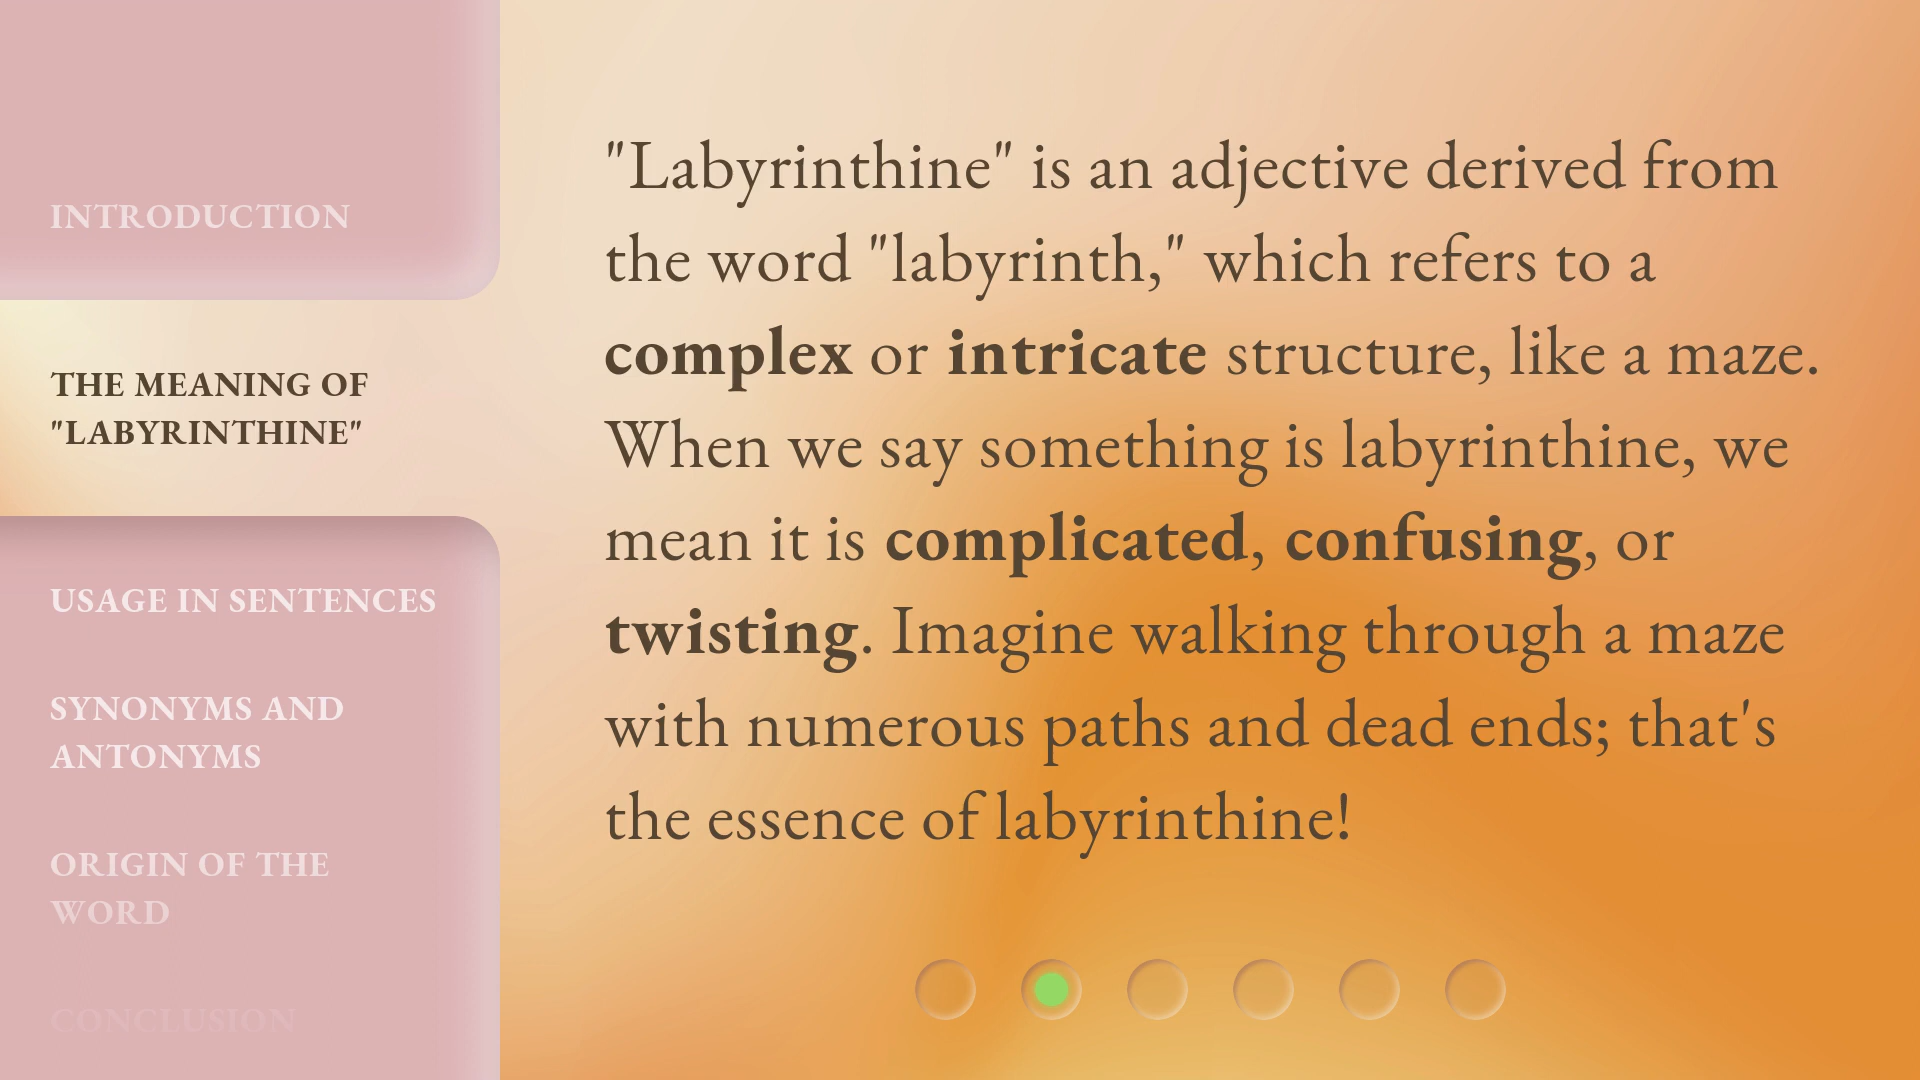 INTRODUCTION
THE MEANING OF
"LABYRINTHINE"
USAGE IN SENTENCES
SYNONYMS AND
ANTONYMS
ORIGIN OF THE
WORD
CONCLUSION
"Labyrinthine" is an adjective derived from
the word "labyrinth," which refers to a
complex or intricate structure, like a maze.
When we say something is labyrinthine, we
mean it is complicated, confusing, or
twisting. Imagine walking through a maze
with numerous paths and dead ends; that's
the essence of labyrinthine!